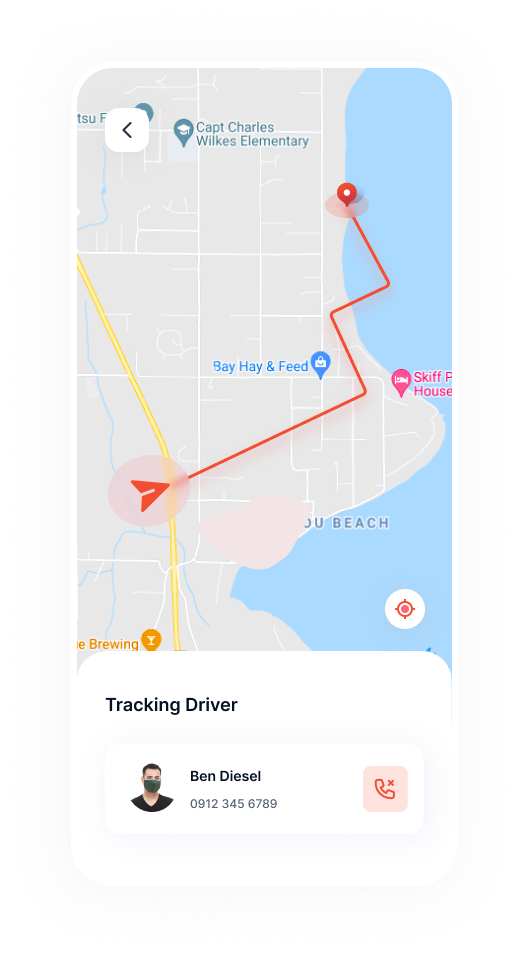 tsu F
Capt Charles
Wilkes Elementary
Bay Hay & Feed
Skiff P
House
OU BEACH
e Brewing
Tracking Driver
Ben Diesel
0912 345 6789